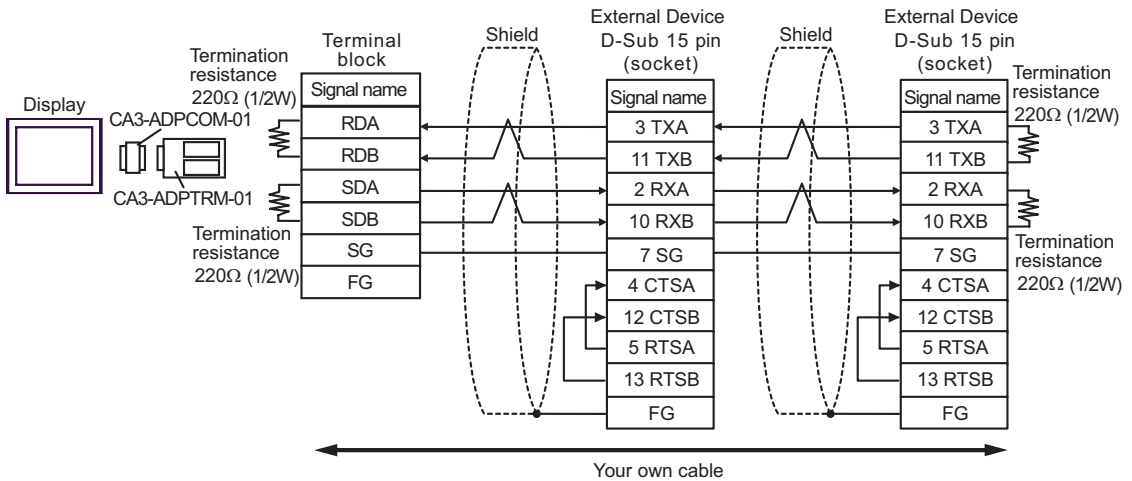 Display
CA3-ADPCOM-01
CA3-ADPTRM-01
Termination
resistance
220Ω (1/2W)
Termination
resistance
220Ω (1/2W)
Terminal
block
Signal name
RDA
RDB
SDA
SDB
SG
FG
Shield
External Device
D-Sub 15 pin
(socket)
Signal name
3 TXA
11 TXB
2 RXA
10 RXB
7 SG
4 CTSA
12 CTSB
5 RTSA
13 RTSB
FG
Shield
External Device
D-Sub 15 pin
(socket)
Signal name
3 TXA
11 TXB
2 RXA
10 RXB
7 SG
4 CTSA
12 CTSB
5 RTSA
13 RTSB
FG
Termination
resistance
220Ω (1/2W)
Termination
resistance
220Ω (1/2W)
Your own cable